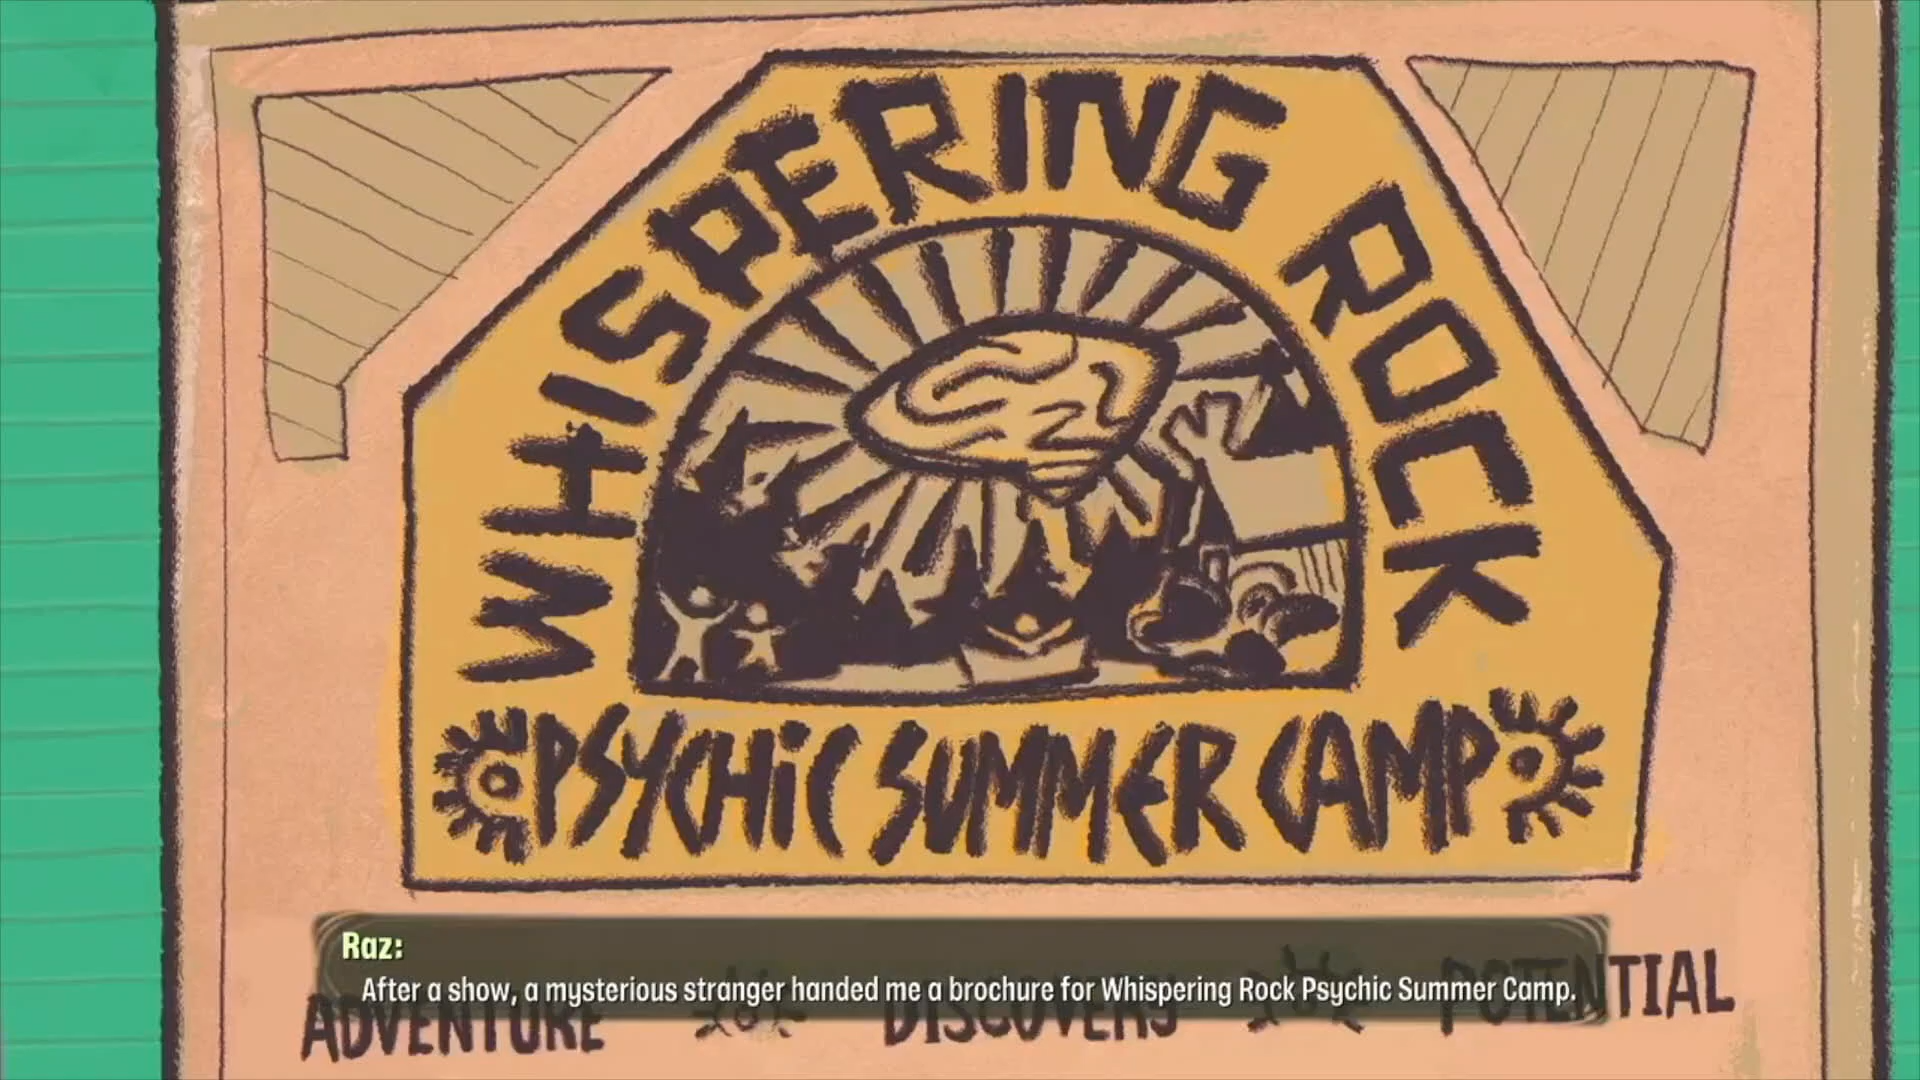 WHISPERING ROCK
PSYCHiC SUMMER CAMP
Raz:
After a show, a mysterious stranger handed me a brochure for Whispering Rock Psychic Summer Camp.
ADVENTURE DISCOVERY POTENTIAL